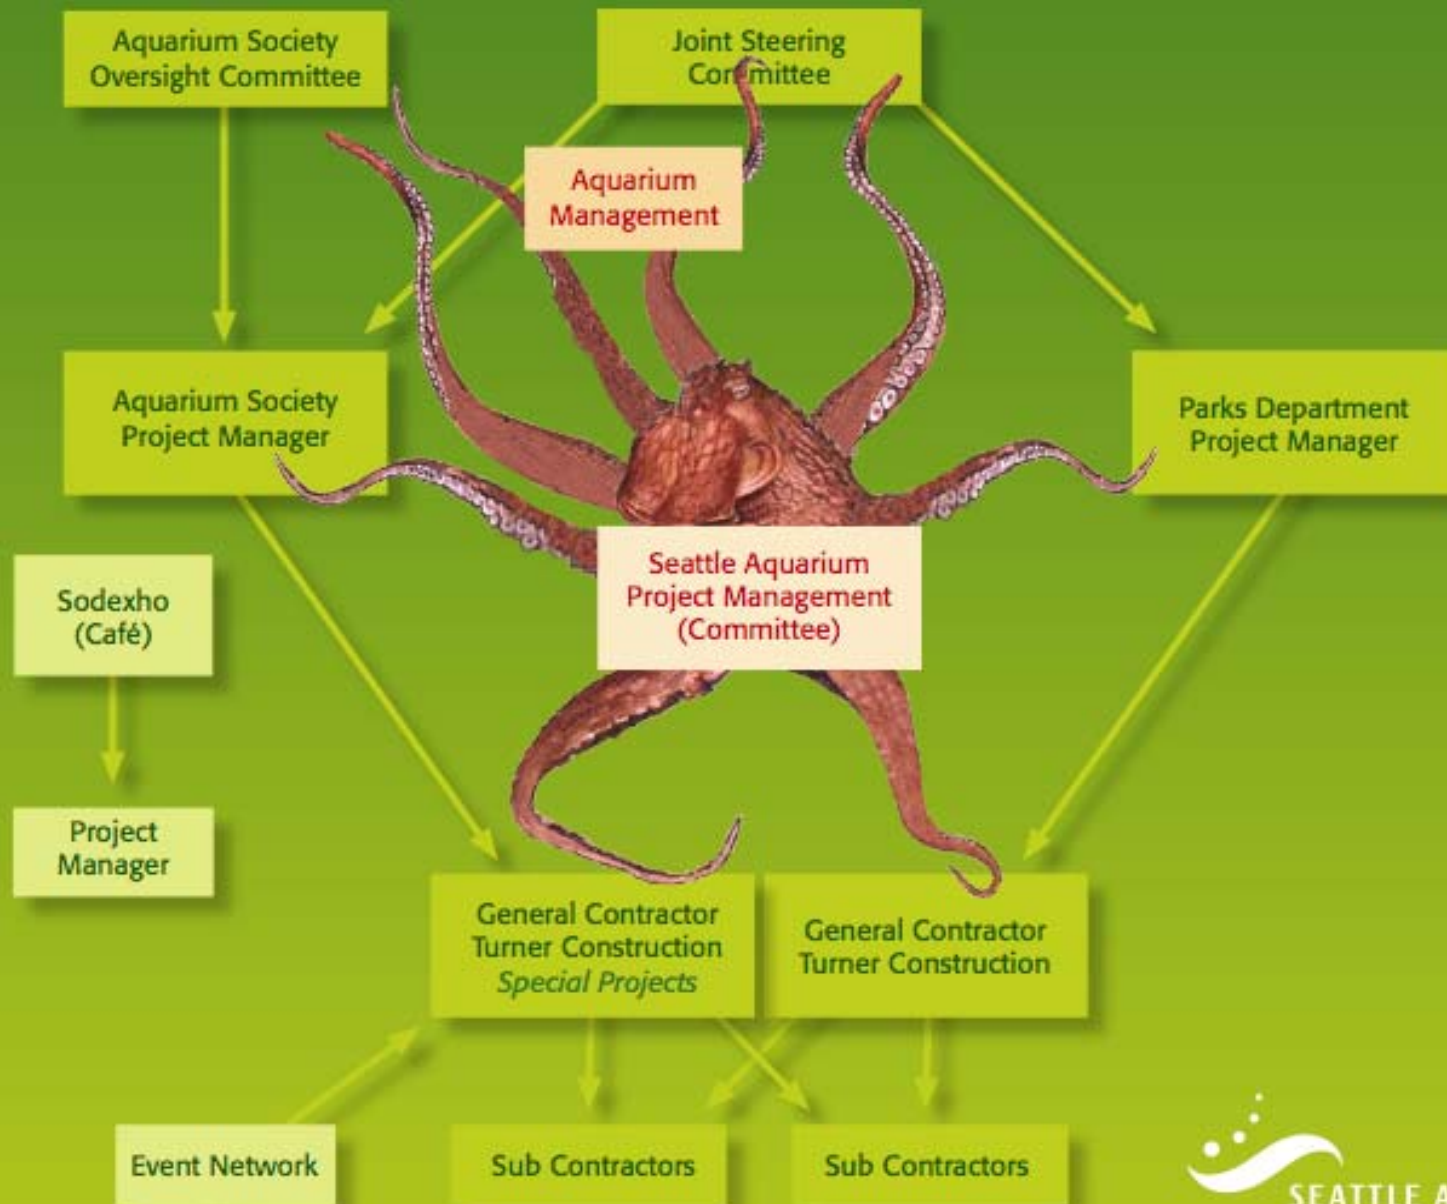 Aquarium Society
Oversight Committee
Joint Steering
Committee
Aquarium
Management
Aquarium Society
Project Manager
Parks Department
Project Manager
Seattle Aquarium
Project Management
(Committee)
Sodexho
(Café)
Project
Manager
General Contractor
Turner Construction
Special Projects
General Contractor
Turner Construction
Event Network
Sub Contractors
Sub Contractors
SEATTLE A